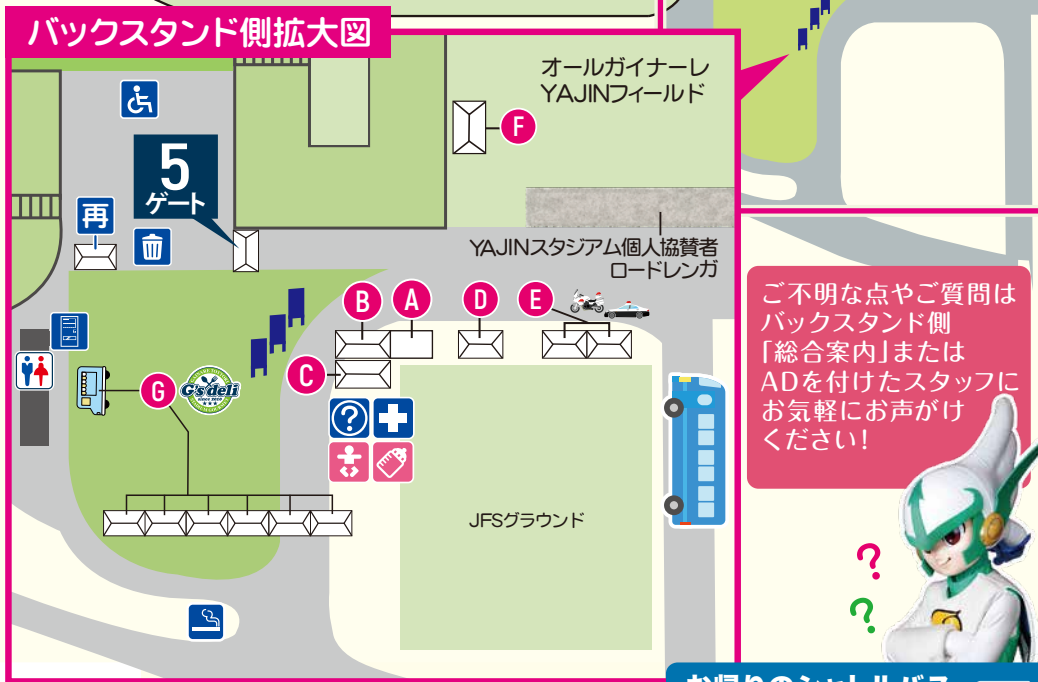 バックスタンド側拡大図
オールガイナーレ
YAJINフィールド
F
5
ゲート
再
YAJINスタジアム個人協賛者
ロードレンガ
B
A
D
E
C
G
G's deli
JFSグラウンド
ご不明な点やご質問は
バックスタンド側
「総合案内」または
ADを付けたスタッフに
お気軽にお声がけ
ください!
?
?
?